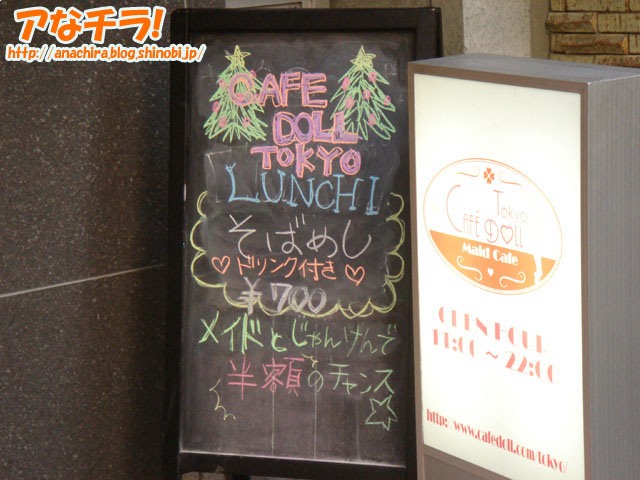 アなチラ!
http://anachira.blog.shinobi.jp/
CAFE
DOLL
TOKYO
LUNCH!
そばめし
♡ドリンク付き♡
¥700
メイドとじゃんけんで
半額のチャンス
Tokyo
Café Doll
Maid Cafe
OPEN HOUR
11:00～22:00
http://www.cafedoll.com/tokyo/